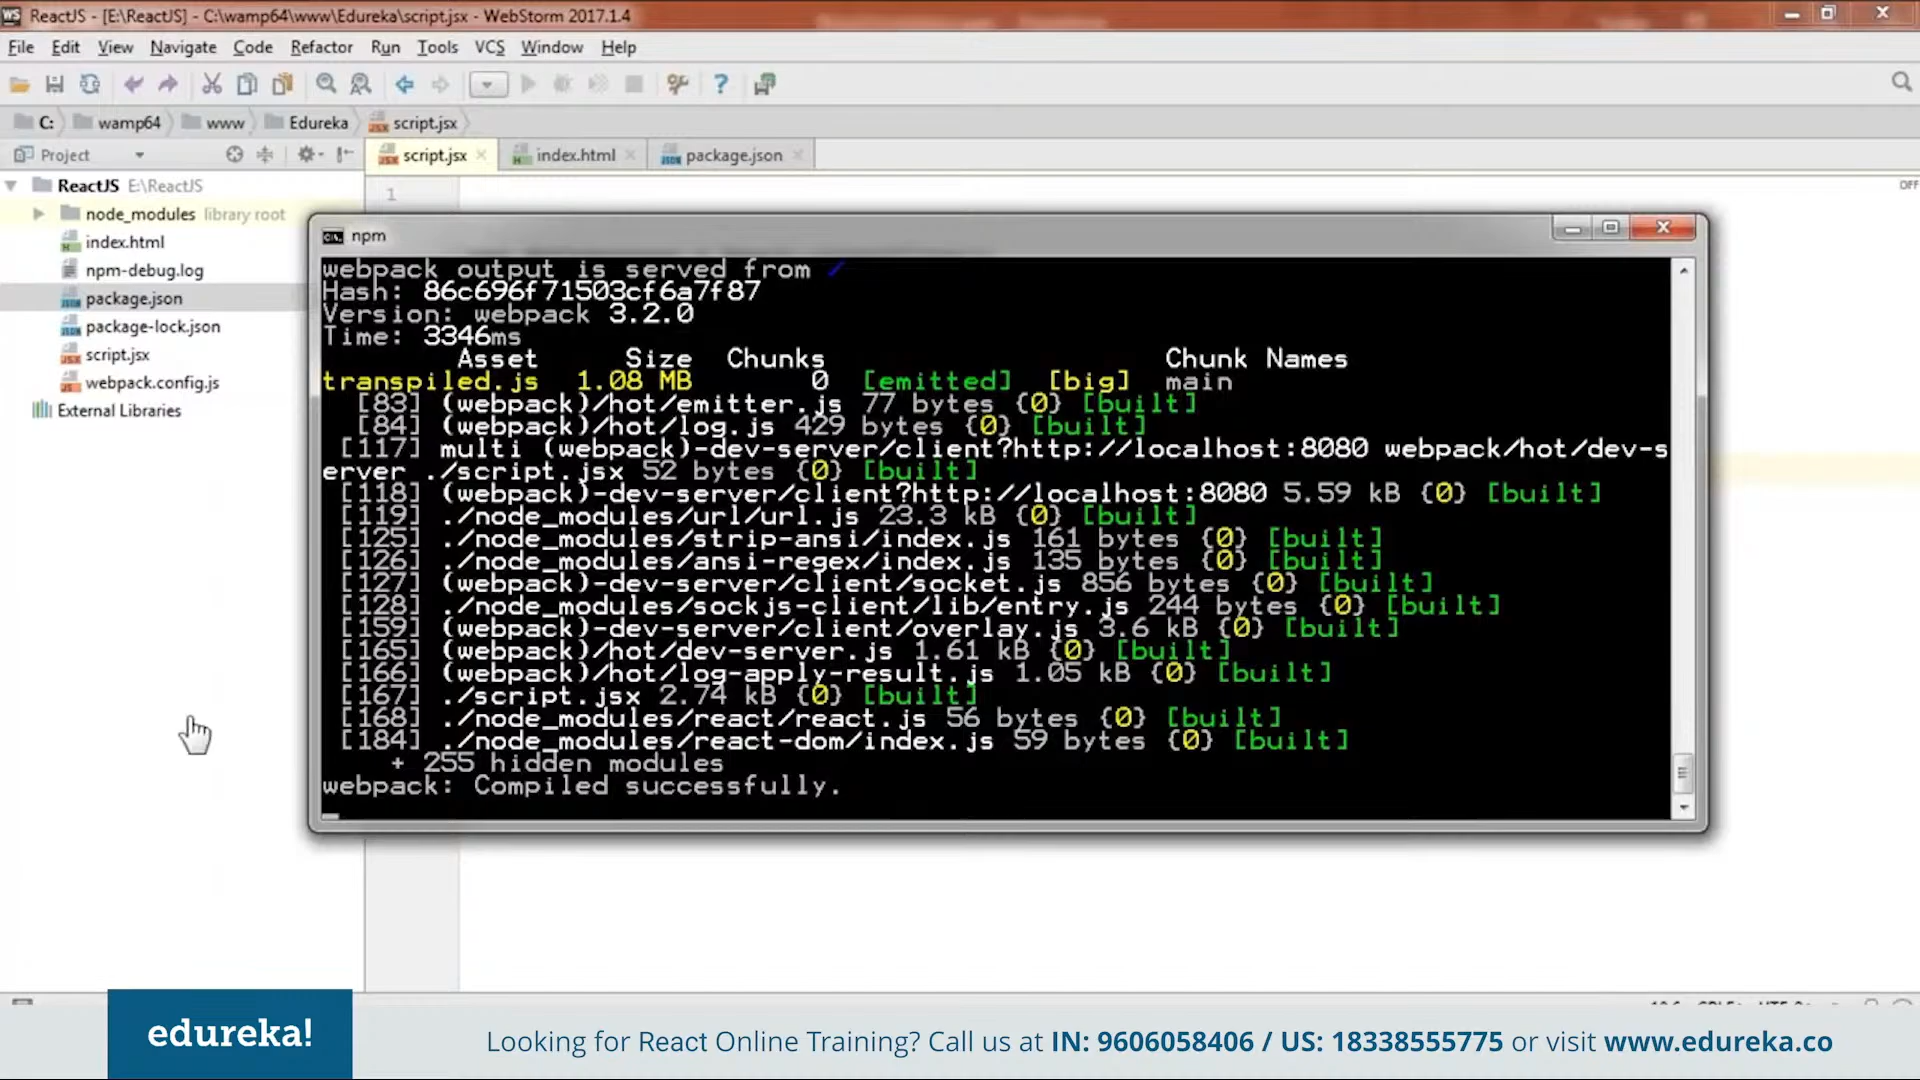 ReactJS - [E:\ReactJS] - C:\wamp64\www\Edureka\script.jsx - WebStorm 2017.1.4
File Edit View Navigate Code Refactor Run Tools VCS Window Help
C: wamp64 www Edureka script.jsx
Project script.jsx index.html package.json
ReactJS E:\ReactJS
node_modules library root
index.html
npm-debug.log
package.json
package-lock.json
script.jsx
webpack.config.js
External Libraries
1
OFF
npm
webpack output is served from /
Hash: 86c696f71503cf6a7f87
Version: webpack 3.2.0
Time: 3346ms
Asset Size Chunks Chunk Names
transpiled.js 1.08 MB 0 [emitted] [big] main
[83] (webpack)/hot/emitter.js 77 bytes {0} [built]
[84] (webpack)/hot/log.js 429 bytes {0} [built]
[117] multi (webpack)-dev-server/client?http://localhost:8080 webpack/hot/dev-s
erver ./script.jsx 52 bytes {0} [built]
[118] (webpack)-dev-server/client?http://localhost:8080 5.59 kB {0} [built]
[119] ./node_modules/url/url.js 23.3 kB {0} [built]
[125] ./node_modules/strip-ansi/index.js 161 bytes {0} [built]
[126] ./node_modules/ansi-regex/index.js 135 bytes {0} [built]
[127] (webpack)-dev-server/client/socket.js 856 bytes {0} [built]
[128] ./node_modules/sockjs-client/lib/entry.js 244 bytes {0} [built]
[159] (webpack)-dev-server/client/overlay.js 3.6 kB {0} [built]
[165] (webpack)/hot/dev-server.js 1.61 kB {0} [built]
[166] (webpack)/hot/log-apply-result.js 1.05 kB {0} [built]
[167] ./script.jsx 2.74 kB {0} [built]
[168] ./node_modules/react/react.js 56 bytes {0} [built]
[184] ./node_modules/react-dom/index.js 59 bytes {0} [built]
+ 255 hidden modules
webpack: Compiled successfully.
edureka!
Looking for React Online Training? Call us at IN: 9606058406 / US: 18338555775 or visit www.edureka.co